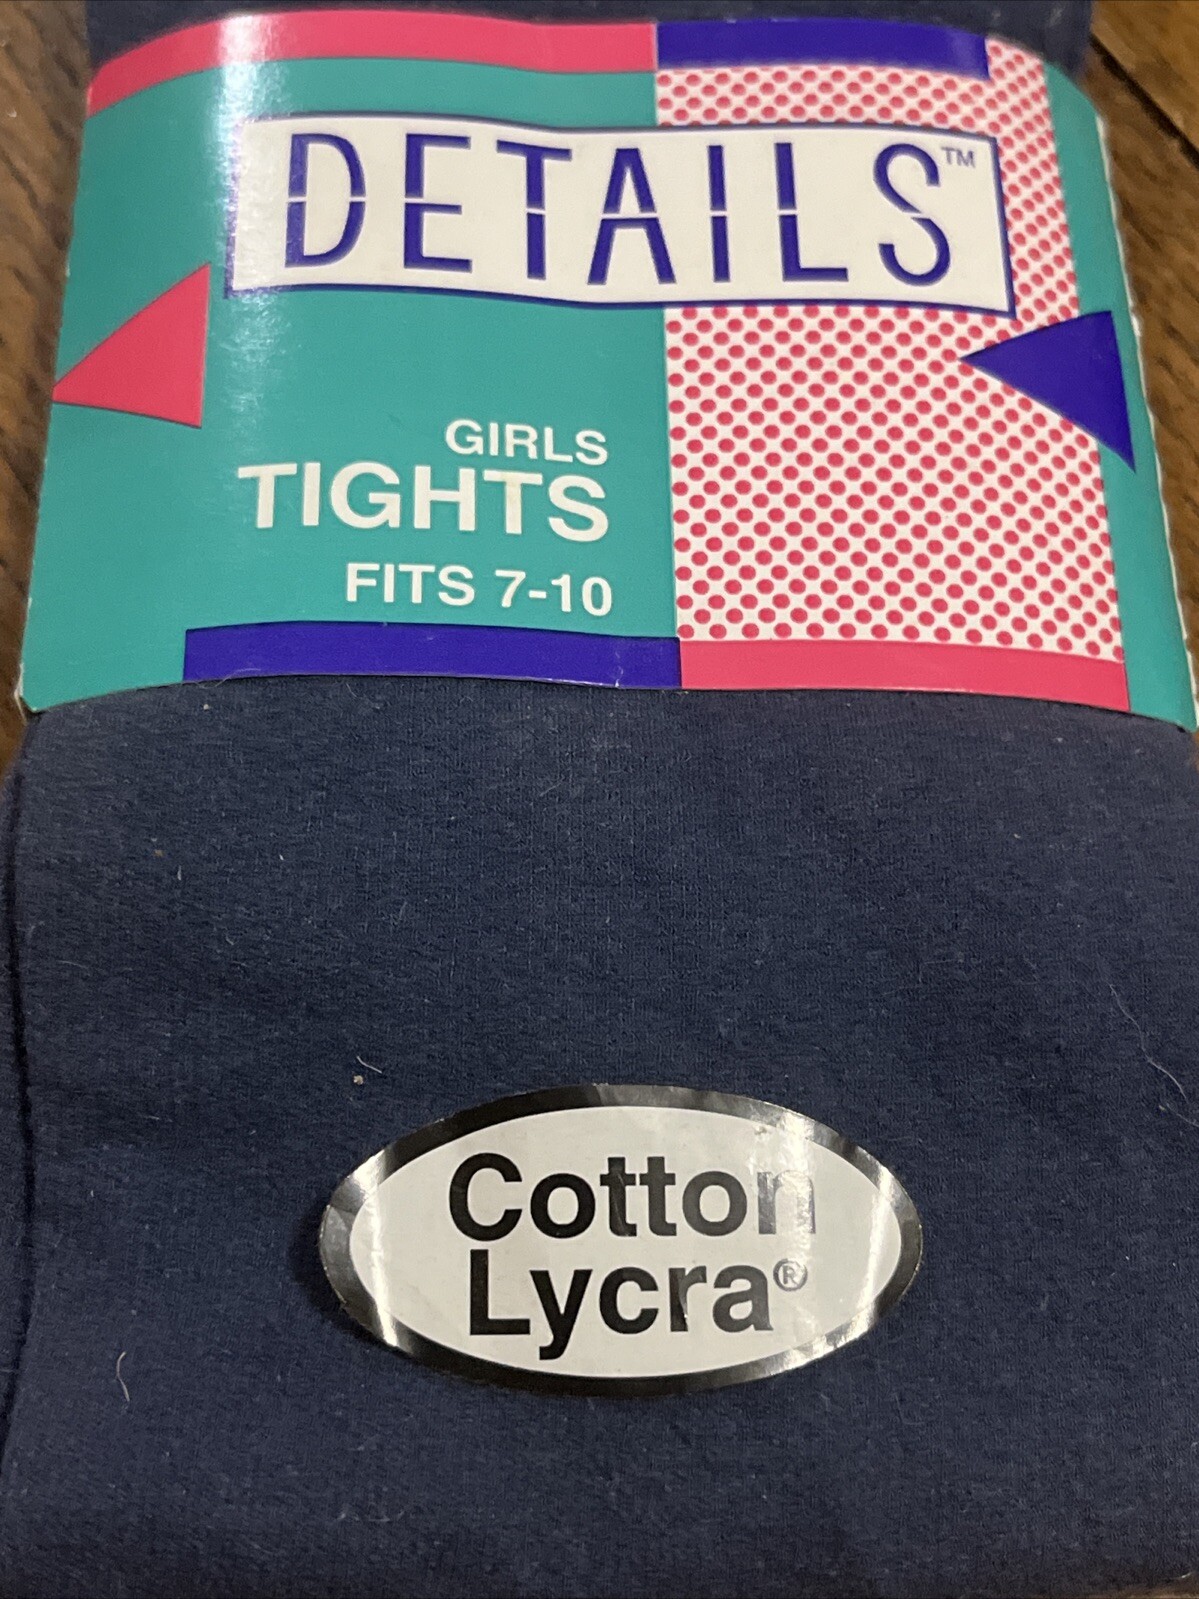 DETAILS™
GIRLS
TIGHTS
FITS 7-10
Cotton
Lycra®